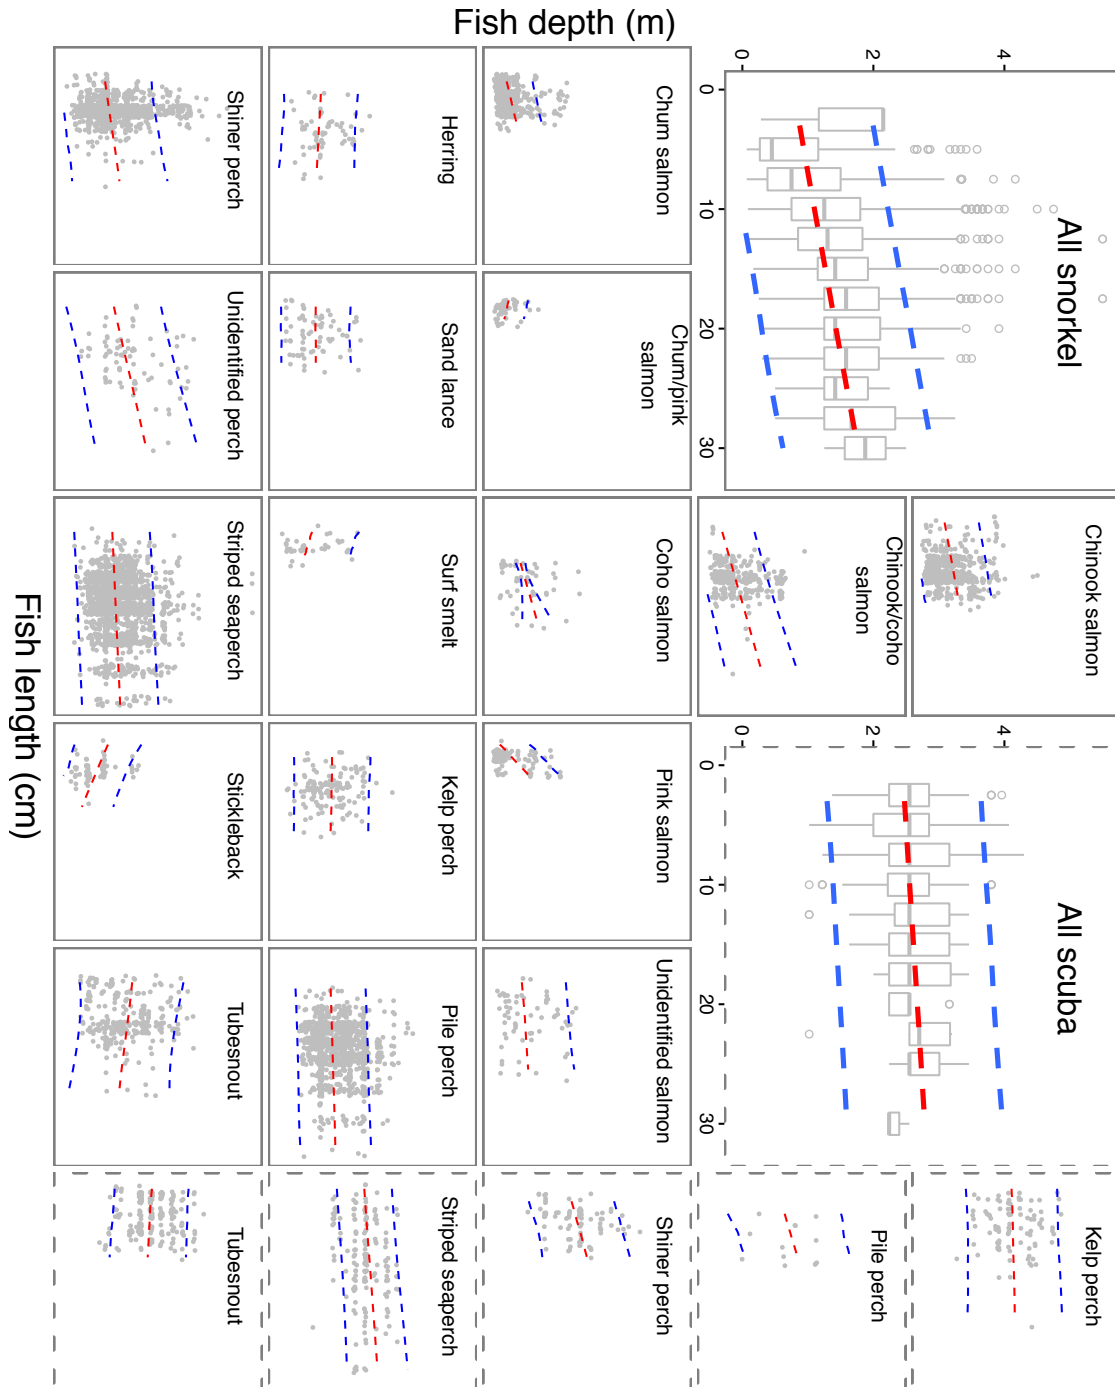 Fish depth (m)
All snorkel
4
2
0
0 10 20 30
Chinook salmon
Chinook/coho
salmon
All scuba
4
2
0
0 10 20 30
Kelp perch
Pile perch
Chum salmon
Chum/pink
salmon
Coho salmon
Pink salmon
Unidentified salmon
Shiner perch
Herring
Sand lance
Surf smelt
Kelp perch
Pile perch
Striped seaperch
Shiner perch
Unidentified perch
Striped seaperch
Stickleback
Tubesnout
Tubesnout
Fish length (cm)